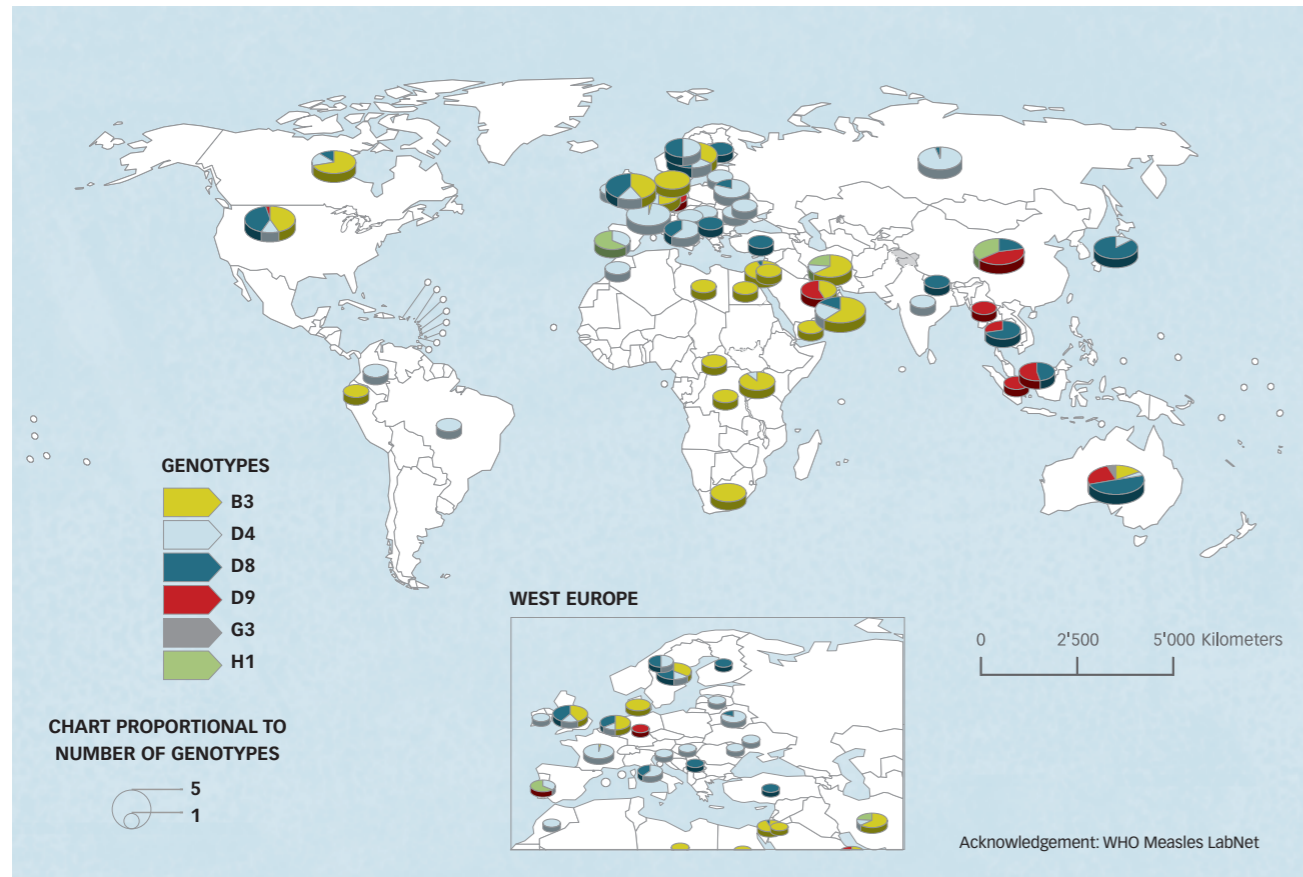 GENOTYPES
B3
D4
D8
D9
G3
H1
CHART PROPORTIONAL TO
NUMBER OF GENOTYPES
5
1
WEST EUROPE
0 2'500 5'000 Kilometers
Acknowledgement: WHO Measles LabNet